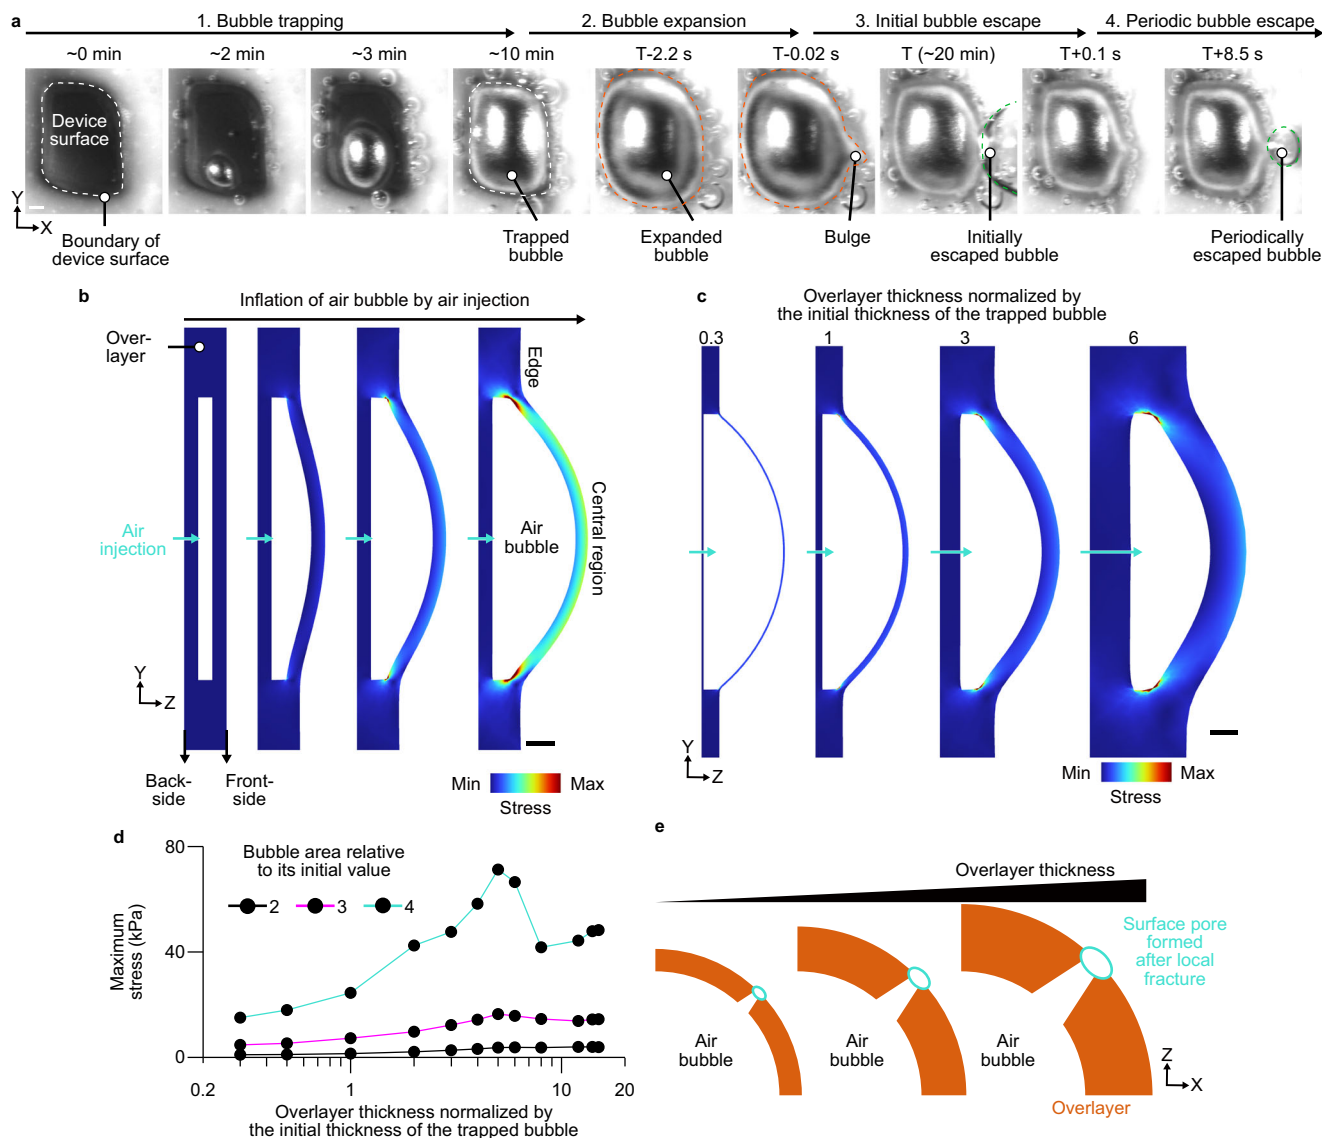 a
1. Bubble trapping
2. Bubble expansion
3. Initial bubble escape
4. Periodic bubble escape
~0 min
~2 min
~3 min
~10 min
T-2.2 s
T-0.02 s
T (~20 min)
T+0.1 s
T+8.5 s
Device
surface
Y
X
Boundary of
device surface
Trapped
bubble
Expanded
bubble
Bulge
Initially
escaped bubble
Periodically
escaped bubble
b
Inflation of air bubble by air injection
Over-
layer
Edge
Air
injection
Air
bubble
Central region
Y
Z
Back-
side
Front-
side
Min
Max
Stress
c
Overlayer thickness normalized by
the initial thickness of the trapped bubble
0.3
1
3
6
Y
Z
Min
Max
Stress
d
Bubble area relative
to its initial value
2
3
4
Maximum
stress (kPa)
80
40
0
0.2
1
10
20
Overlayer thickness normalized by
the initial thickness of the trapped bubble
e
Overlayer thickness
Surface pore
formed
after local
fracture
Air
bubble
Air
bubble
Air
bubble
Overlayer
Z
X